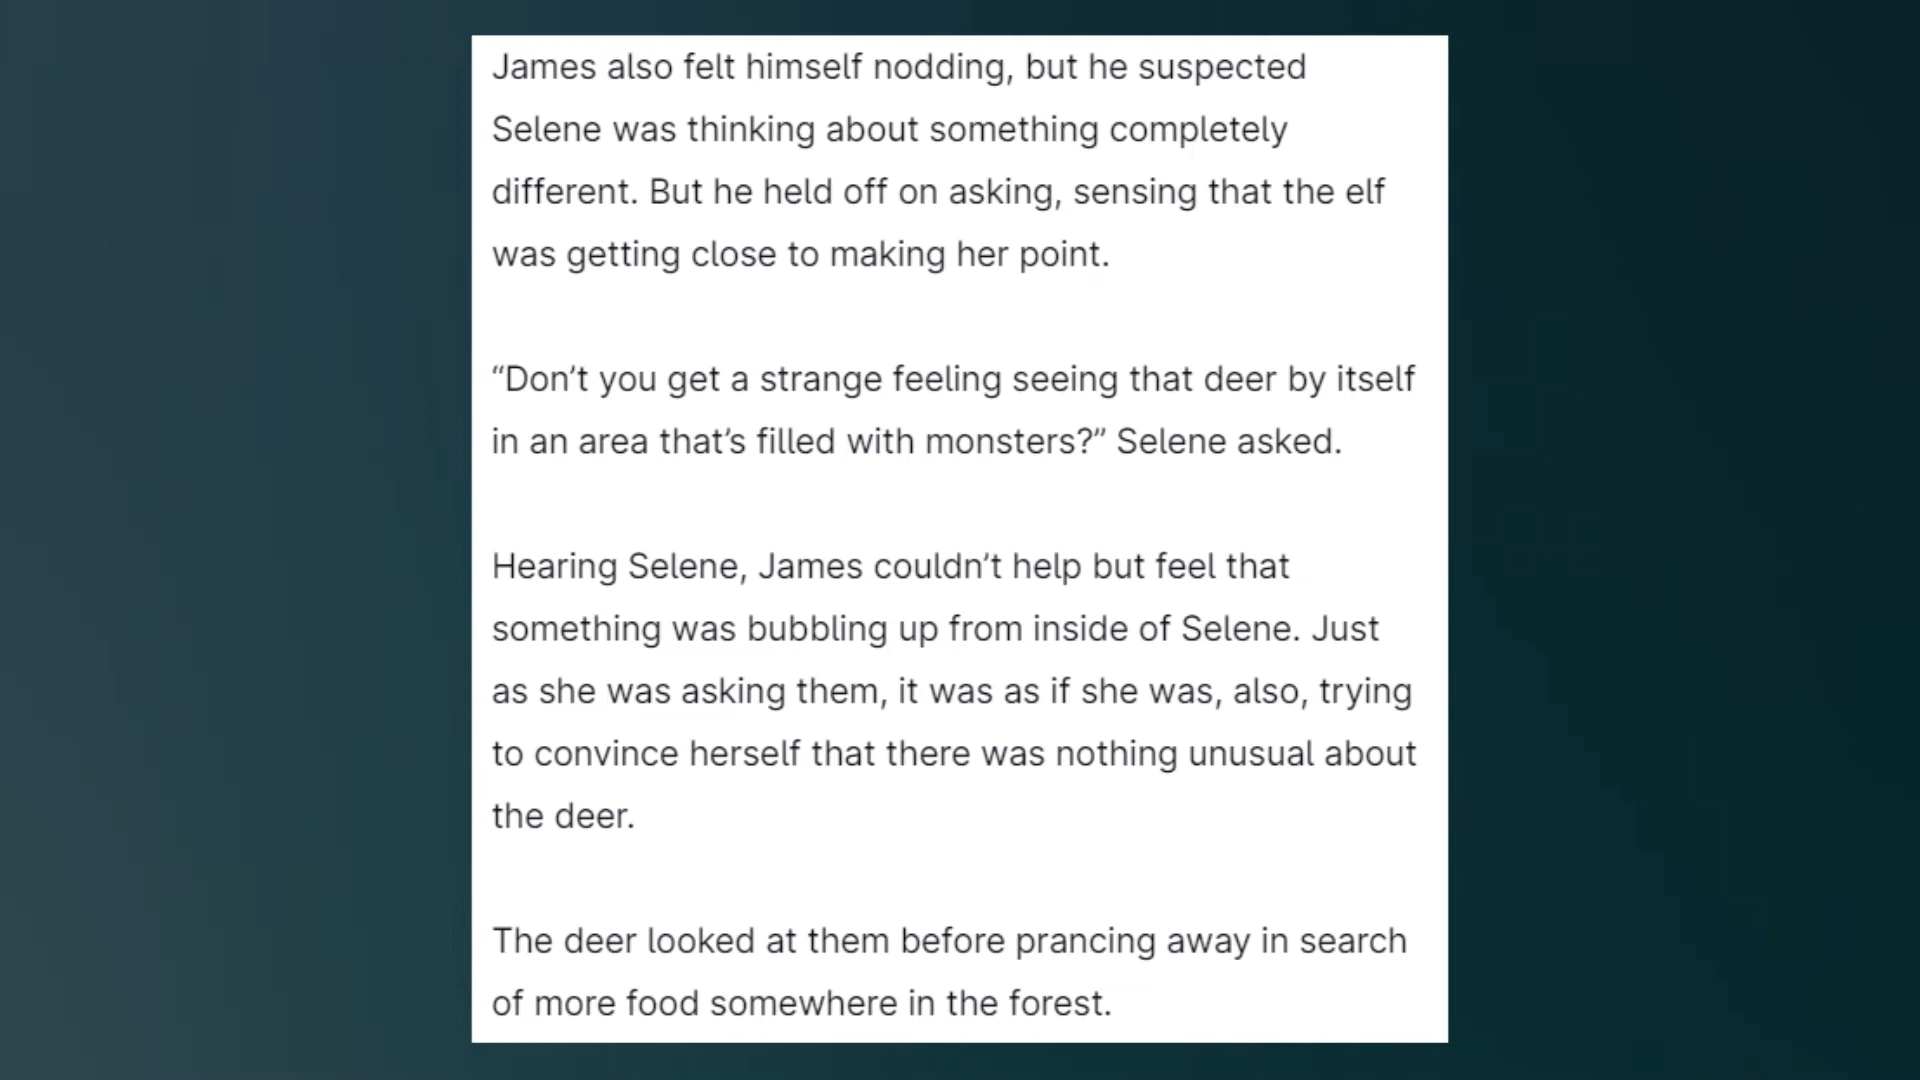 James also felt himself nodding, but he suspected
Selene was thinking about something completely
different. But he held off on asking, sensing that the elf
was getting close to making her point.
“Don’t you get a strange feeling seeing that deer by itself
in an area that’s filled with monsters?” Selene asked.
Hearing Selene, James couldn’t help but feel that
something was bubbling up from inside of Selene. Just
as she was asking them, it was as if she was, also, trying
to convince herself that there was nothing unusual about
the deer.
The deer looked at them before prancing away in search
of more food somewhere in the forest.